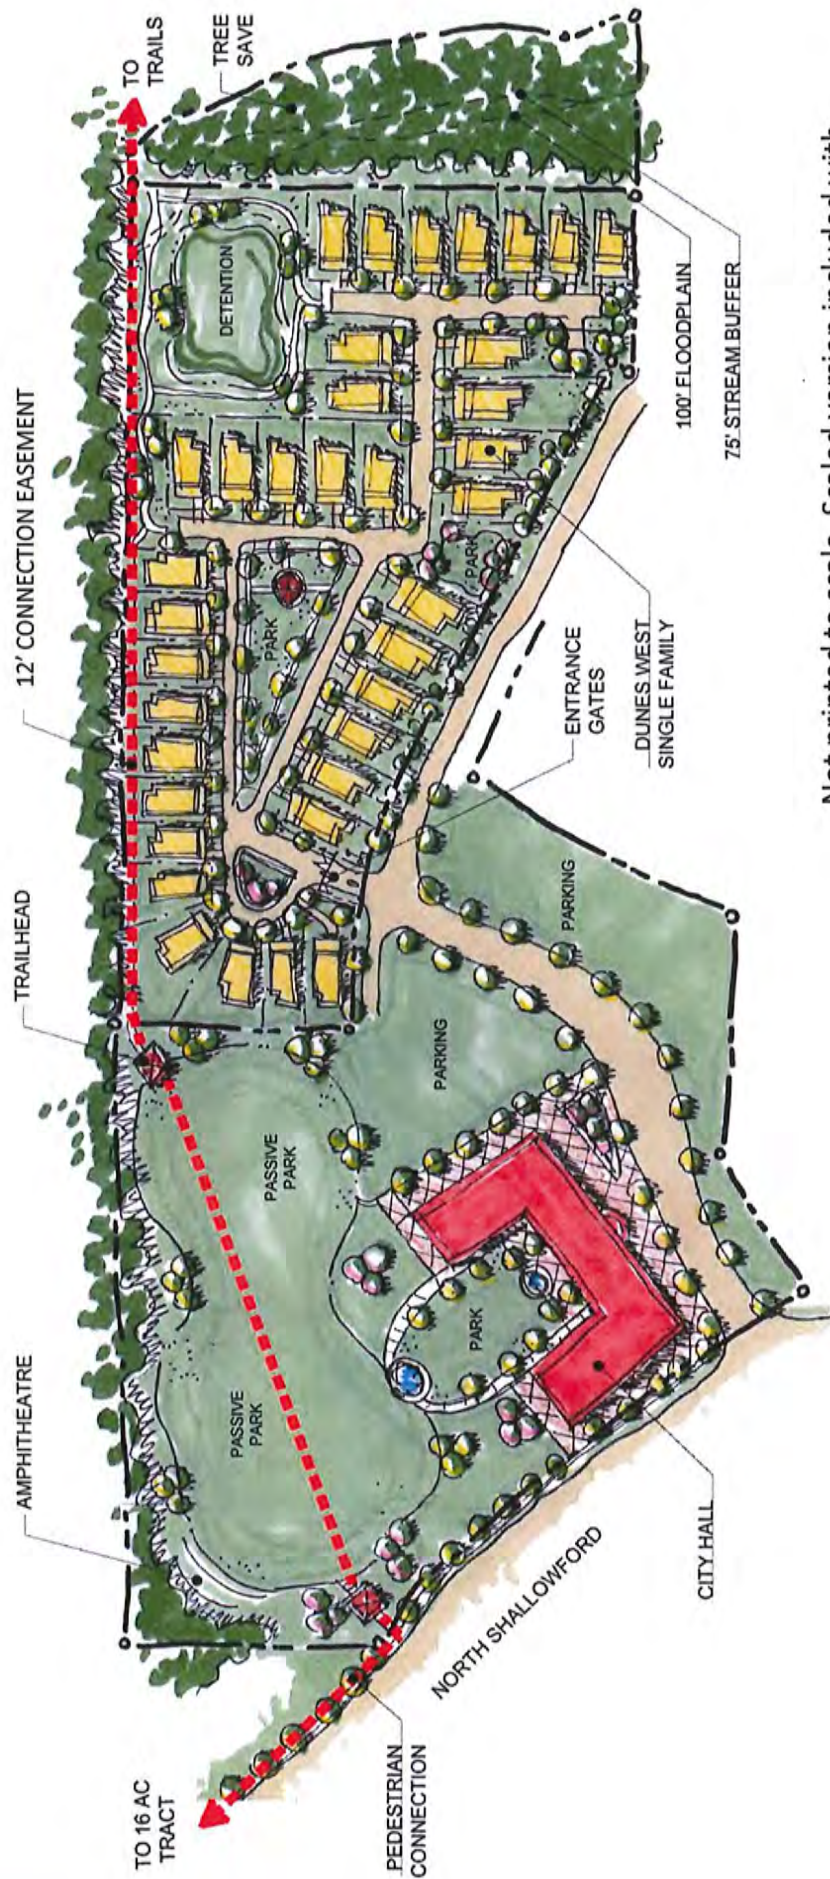 AMPHITHEATRE
TRAILHEAD
12' CONNECTION EASEMENT
TO
TRAILS
TREE
SAVE
TO 16 AC
TRACT
PASSIVE
PARK
PASSIVE
PARK
PARK
DETENTION
PEDESTRIAN
CONNECTION
NORTH SHALLOWFORD
PARK
PARKING
PARK
PARKING
ENTRANCE
GATES
CITY HALL
DUNES WEST
SINGLE FAMILY
100' FLOODPLAIN
75' STREAM BUFFER
Not printed to scale. Scaled version included with